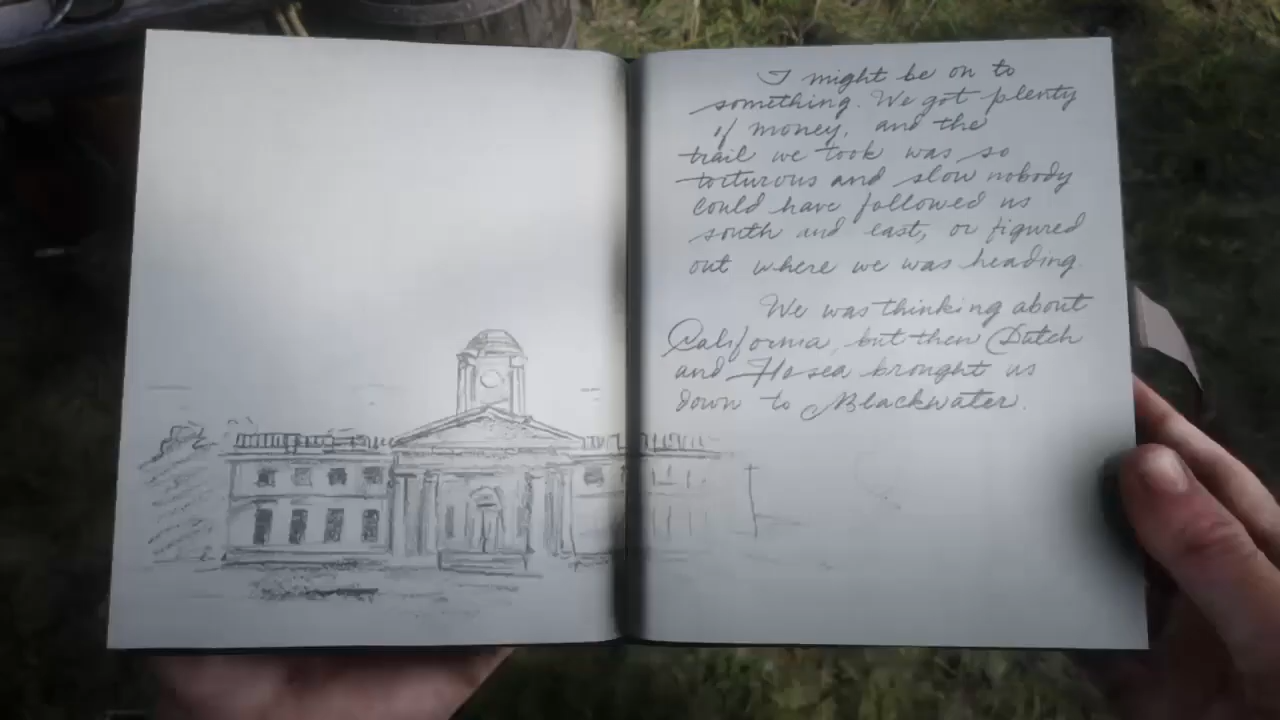 I might be on to
something. We got plenty
of money, and the
trail we took was so
torturous and slow nobody
could have followed us
south and east, or figured
out where we was heading.
We was thinking about
California, but then Dutch
and Hosea brought us
down to Blackwater.